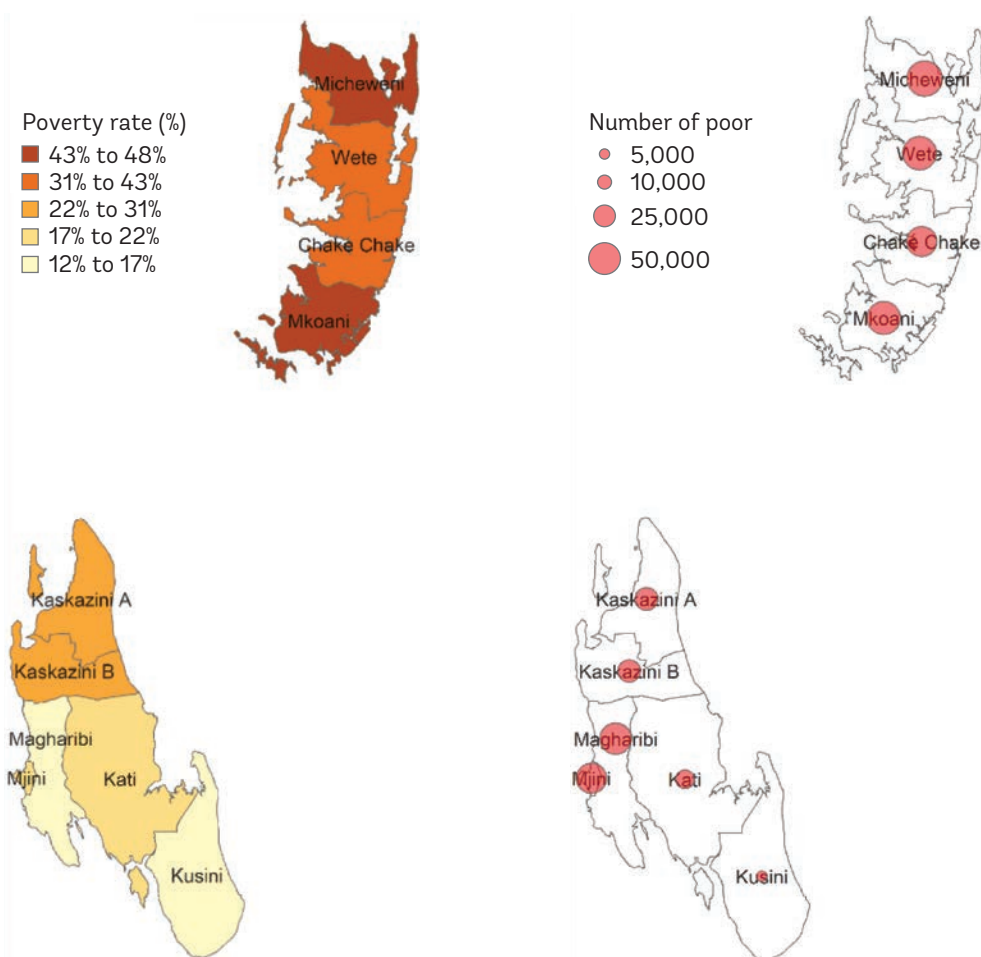 Poverty rate (%)
43% to 48%
31% to 43%
22% to 31%
17% to 22%
12% to 17%
Micheweni
Wete
Chake Chake
Mkoani
Kaskazini A
Kaskazini B
Magharibi
Mjini
Kati
Kusini
Number of poor
5,000
10,000
25,000
50,000
Micheweni
Wete
Chake Chake
Mkoani
Kaskazini A
Kaskazini B
Magharibi
Mjini
Kati
Kusini